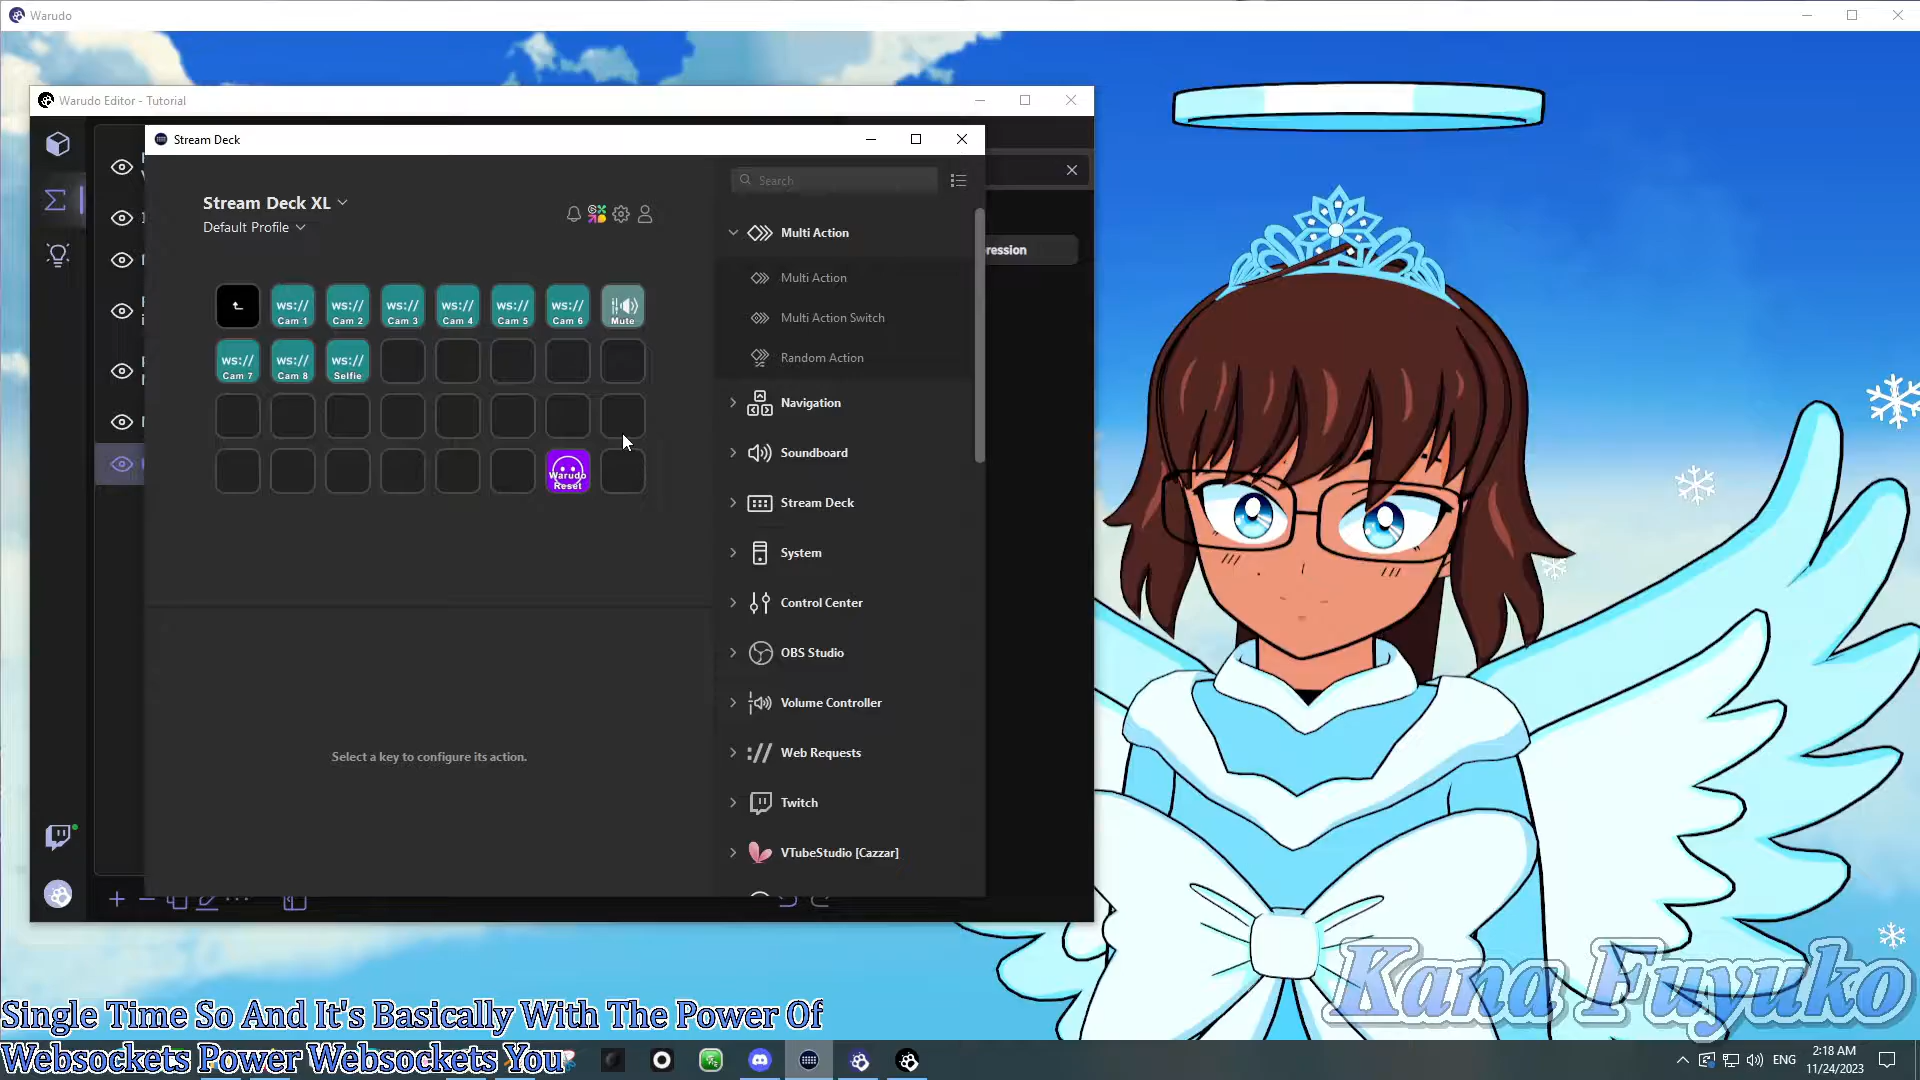 Warudo
Warudo Editor - Tutorial
Stream Deck
Search
Stream Deck XL
Default Profile
Multi Action
ression
Multi Action
Multi Action Switch
Random Action
ws://
Cam 1
ws://
Cam 2
ws://
Cam 3
ws://
Cam 4
ws://
Cam 5
ws://
Cam 6
Mute
ws://
Cam 7
ws://
Cam 8
ws://
Selfie
Navigation
Soundboard
Warudo
Reset
Stream Deck
System
Control Center
OBS Studio
Volume Controller
Select a key to configure its action.
Web Requests
Twitch
VTubeStudio [Cazzar]
Kana Fuyuko
Single Time So And It's Basically With The Power Of
Websockets Power Websockets You
ENG
2:18 AM
11/24/2023